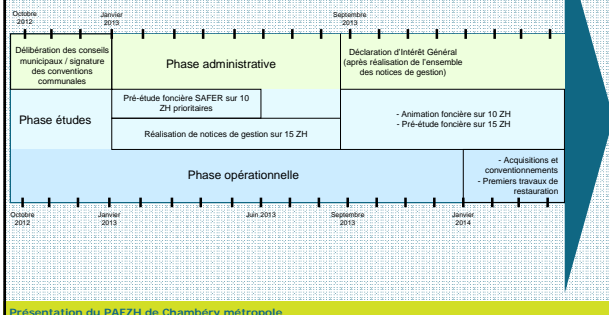 Octobre
2012
Janvier
2013
Septembre
2013
Délibération des conseils
municipaux / signature
des conventions
communales
Phase administrative
Déclaration d'Intérêt Général
(après réalisation de l'ensemble
des notices de gestion)
Phase études
Pré-étude foncière SAFER sur 10
ZH prioritaires
Réalisation de notices de gestion sur 15 ZH
- Animation foncière sur 10 ZH
- Pré-étude foncière sur 15 ZH
Phase opérationnelle
- Acquisitions et
conventionnements
- Premiers travaux de
restauration
Octobre
2012
Janvier
2013
Juin 2013
Septembre
2013
Janvier
2014
Présentation du PAFZH de Chambéry métropole